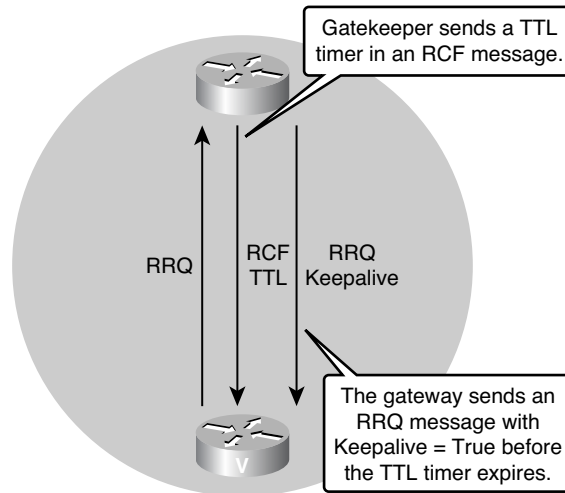 Gatekeeper sends a TTL
timer in an RCF message.
RRQ
RCF
TTL
RRQ
Keepalive
The gateway sends an
RRQ message with
Keepalive = True before
the TTL timer expires.
V